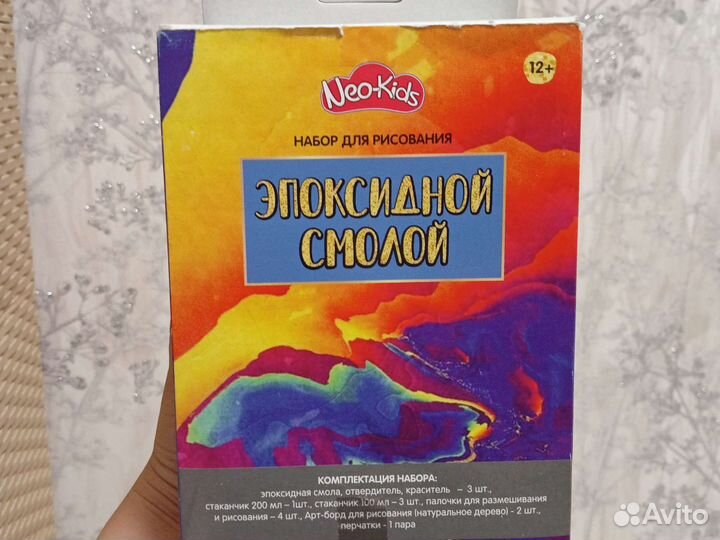 Neo-Kids
12+
НАБОР ДЛЯ РИСОВАНИЯ
ЭПОКСИДНОЙ
СМОЛОЙ
КОМПЛЕКТАЦИЯ НАБОРА:
эпоксидная смола, отвердитель, краситель – 3 шт.,
стаканчик 200 мл – 1шт., стаканчик 100 мл – 3 шт., палочки для размешивания
и рисования – 4 шт., Арт-борд для рисования (натуральное дерево) - 2 шт.,
перчатки - 1 пара
Avito